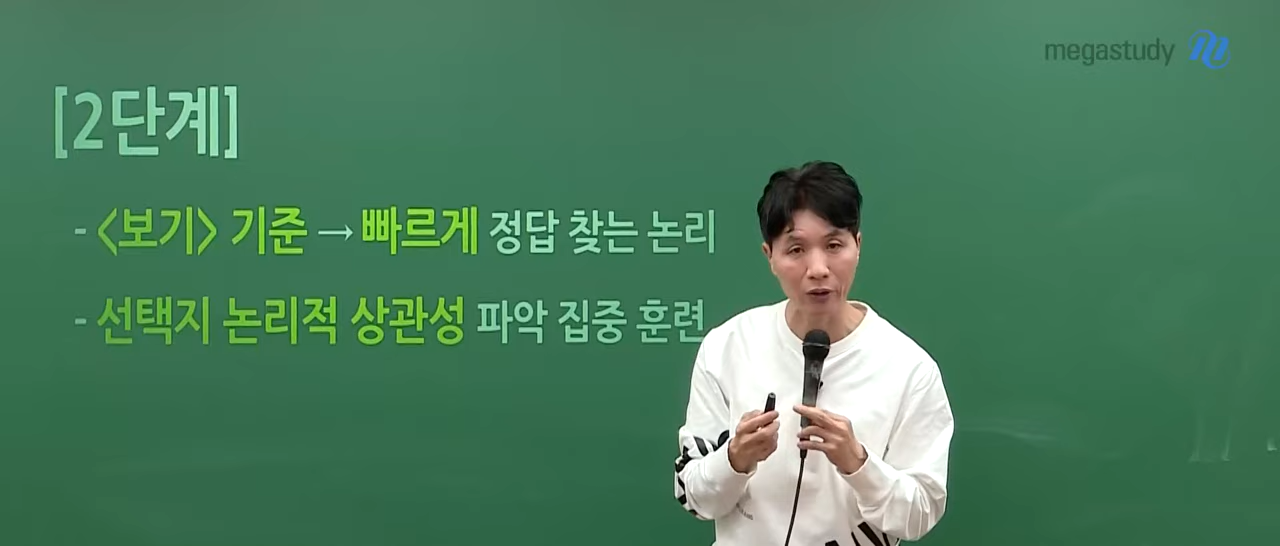 megastudy
[2단계]
- <보기> 기준 → 빠르게 정답 찾는 논리
- 선택지 논리적 상관성 파악 집중 훈련